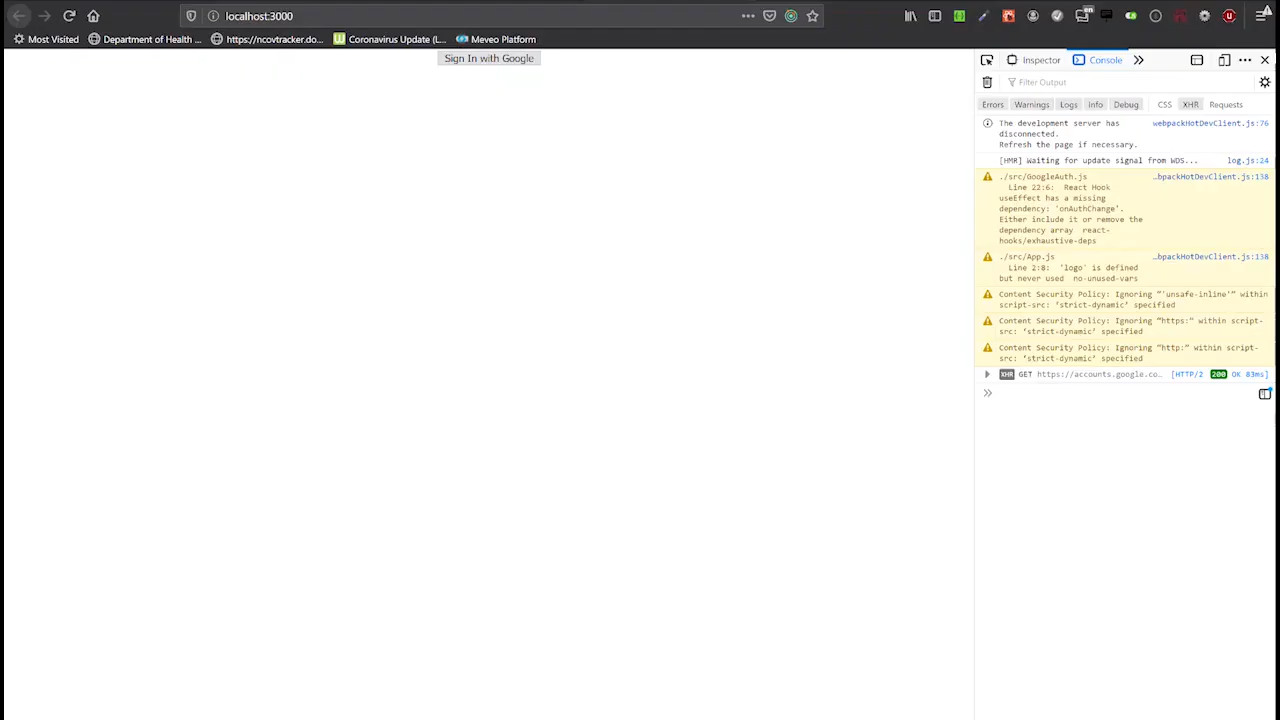 localhost:3000
en
Most Visited
Department of Health ...
https://ncovtracker.do...
Coronavirus Update (L...
Meveo Platform
Sign In with Google
Inspector
Console
Filter Output
Errors
Warnings
Logs
Info
Debug
CSS
XHR
Requests
The development server has webpackHotDevClient.js:76
disconnected.
Refresh the page if necessary.
[HMR] Waiting for update signal from WDS... log.js:24
./src/GoogleAuth.js …bpackHotDevClient.js:138
Line 22:6: React Hook
useEffect has a missing
dependency: 'onAuthChange'.
Either include it or remove the
dependency array react-
hooks/exhaustive-deps
./src/App.js …bpackHotDevClient.js:138
Line 2:8: 'logo' is defined
but never used no-unused-vars
Content Security Policy: Ignoring “'unsafe-inline'” within
script-src: ‘strict-dynamic’ specified
Content Security Policy: Ignoring “https:” within script-
src: ‘strict-dynamic’ specified
Content Security Policy: Ignoring “http:” within script-
src: ‘strict-dynamic’ specified
XHR GET https://accounts.google.co… [HTTP/2 200 OK 83ms]